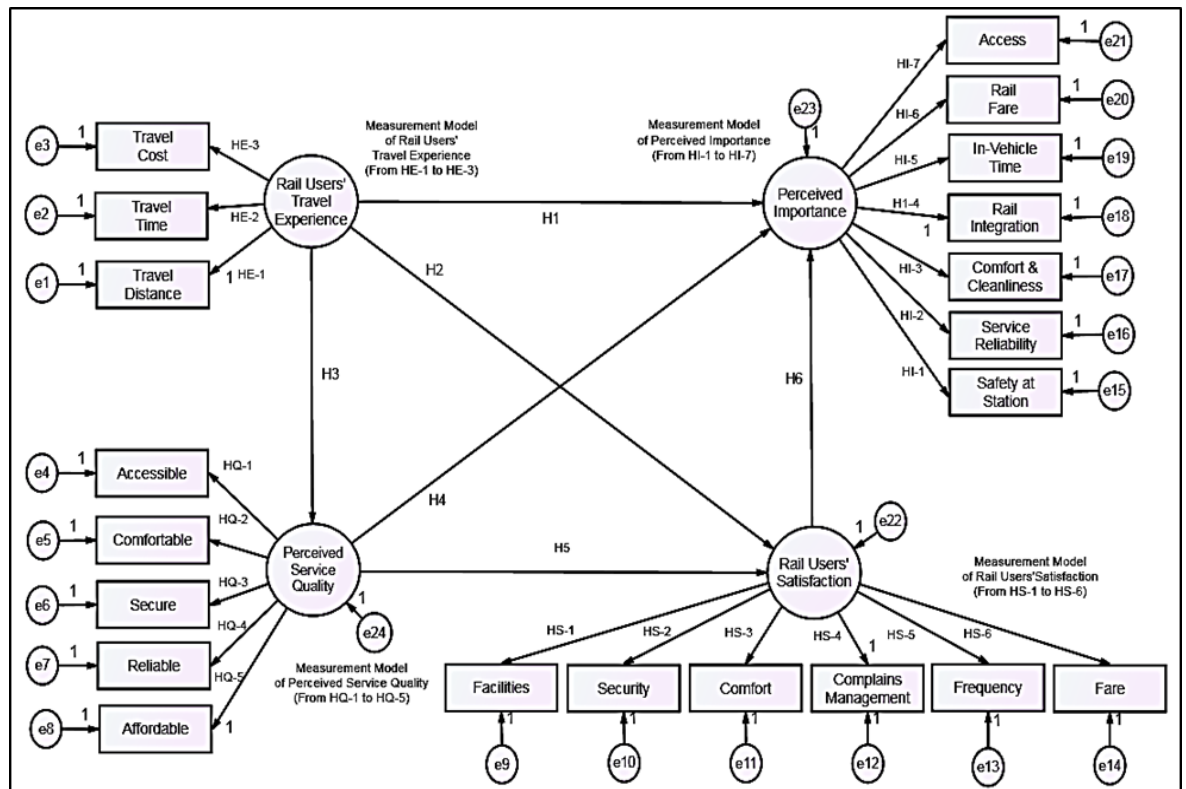 Access
1
e21
HI-7
Rail
Fare
1
e20
HI-6
In-Vehicle
Time
1
e19
HI-5
Rail
Integration
1
e18
H1-4
1
Comfort &
Cleanliness
1
e17
HI-3
Service
Reliability
1
e16
HI-2
Safety at
Station
1
e15
HI-1
e23
1
Perceived
Importance
Measurement Model
of Perceived Importance
(From HI-1 to HI-7)
Measurement Model
of Rail Users'
Travel Experience
(From HE-1 to HE-3)
e3
1
Travel
Cost
HE-3
e2
1
Travel
Time
HE-2
e1
1
Travel
Distance
1
HE-1
Rail Users'
Travel
Experience
H1
H2
H3
H4
H5
H6
e4
1
Accessible
HQ-1
e5
1
Comfortable
HQ-2
e6
1
Secure
HQ-3
e7
1
Reliable
HQ-4
e8
1
Affordable
HQ-5
1
Perceived
Service
Quality
1
e24
Measurement Model
of Perceived Service Quality
(From HQ-1 to HQ-5)
Rail Users'
Satisfaction
1
e22
Measurement Model
of Rail Users'Satisfaction
(From HS-1 to HS-6)
HS-1
HS-2
HS-3
HS-4
1
HS-5
HS-6
Facilities
Security
Comfort
Complains
Management
Frequency
Fare
1
1
1
1
1
1
e9
e10
e11
e12
e13
e14